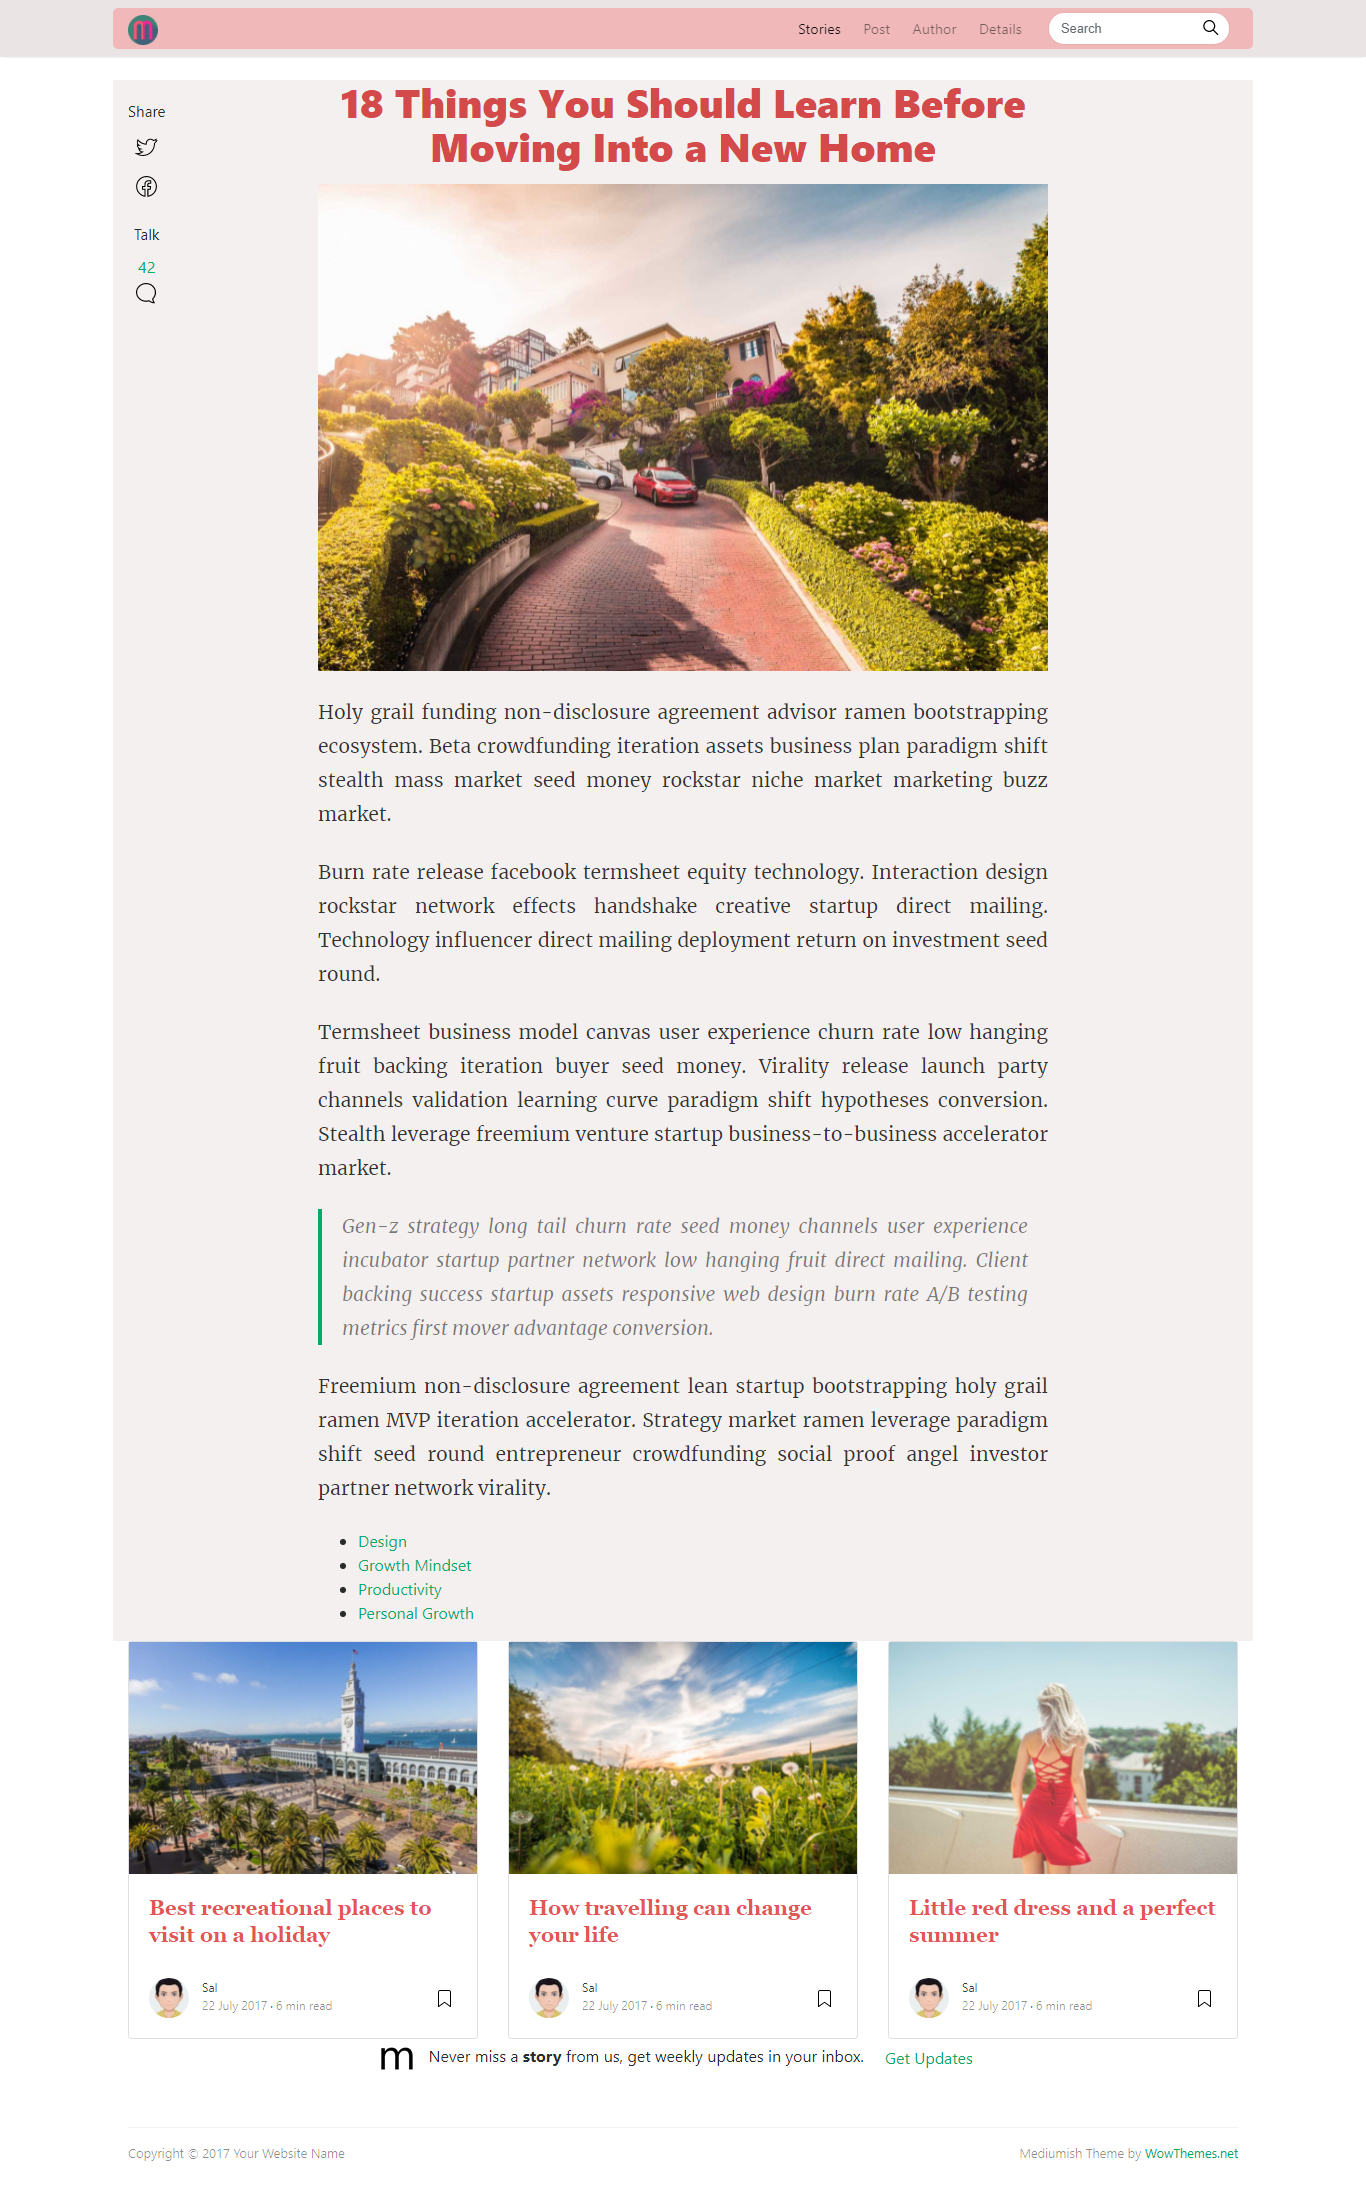 m
Stories Post Author Details Search
18 Things You Should Learn Before
Moving Into a New Home
Share
Talk
42
Holy grail funding non-disclosure agreement advisor ramen bootstrapping
ecosystem. Beta crowdfunding iteration assets business plan paradigm shift
stealth mass market seed money rockstar niche market marketing buzz
market.
Burn rate release facebook termsheet equity technology. Interaction design
rockstar network effects handshake creative startup direct mailing.
Technology influencer direct mailing deployment return on investment seed
round.
Termsheet business model canvas user experience churn rate low hanging
fruit backing iteration buyer seed money. Virality release launch party
channels validation learning curve paradigm shift hypotheses conversion.
Stealth leverage freemium venture startup business-to-business accelerator
market.
Gen-z strategy long tail churn rate seed money channels user experience
incubator startup partner network low hanging fruit direct mailing. Client
backing success startup assets responsive web design burn rate A/B testing
metrics first mover advantage conversion.
Freemium non-disclosure agreement lean startup bootstrapping holy grail
ramen MVP iteration accelerator. Strategy market ramen leverage paradigm
shift seed round entrepreneur crowdfunding social proof angel investor
partner network virality.
Design
Growth Mindset
Productivity
Personal Growth
Best recreational places to
visit on a holiday
Sal
22 July 2017 · 6 min read
How travelling can change
your life
Sal
22 July 2017 · 6 min read
Little red dress and a perfect
summer
Sal
22 July 2017 · 6 min read
m Never miss a story from us, get weekly updates in your inbox. Get Updates
Copyright © 2017 Your Website Name
Mediumish Theme by WowThemes.net